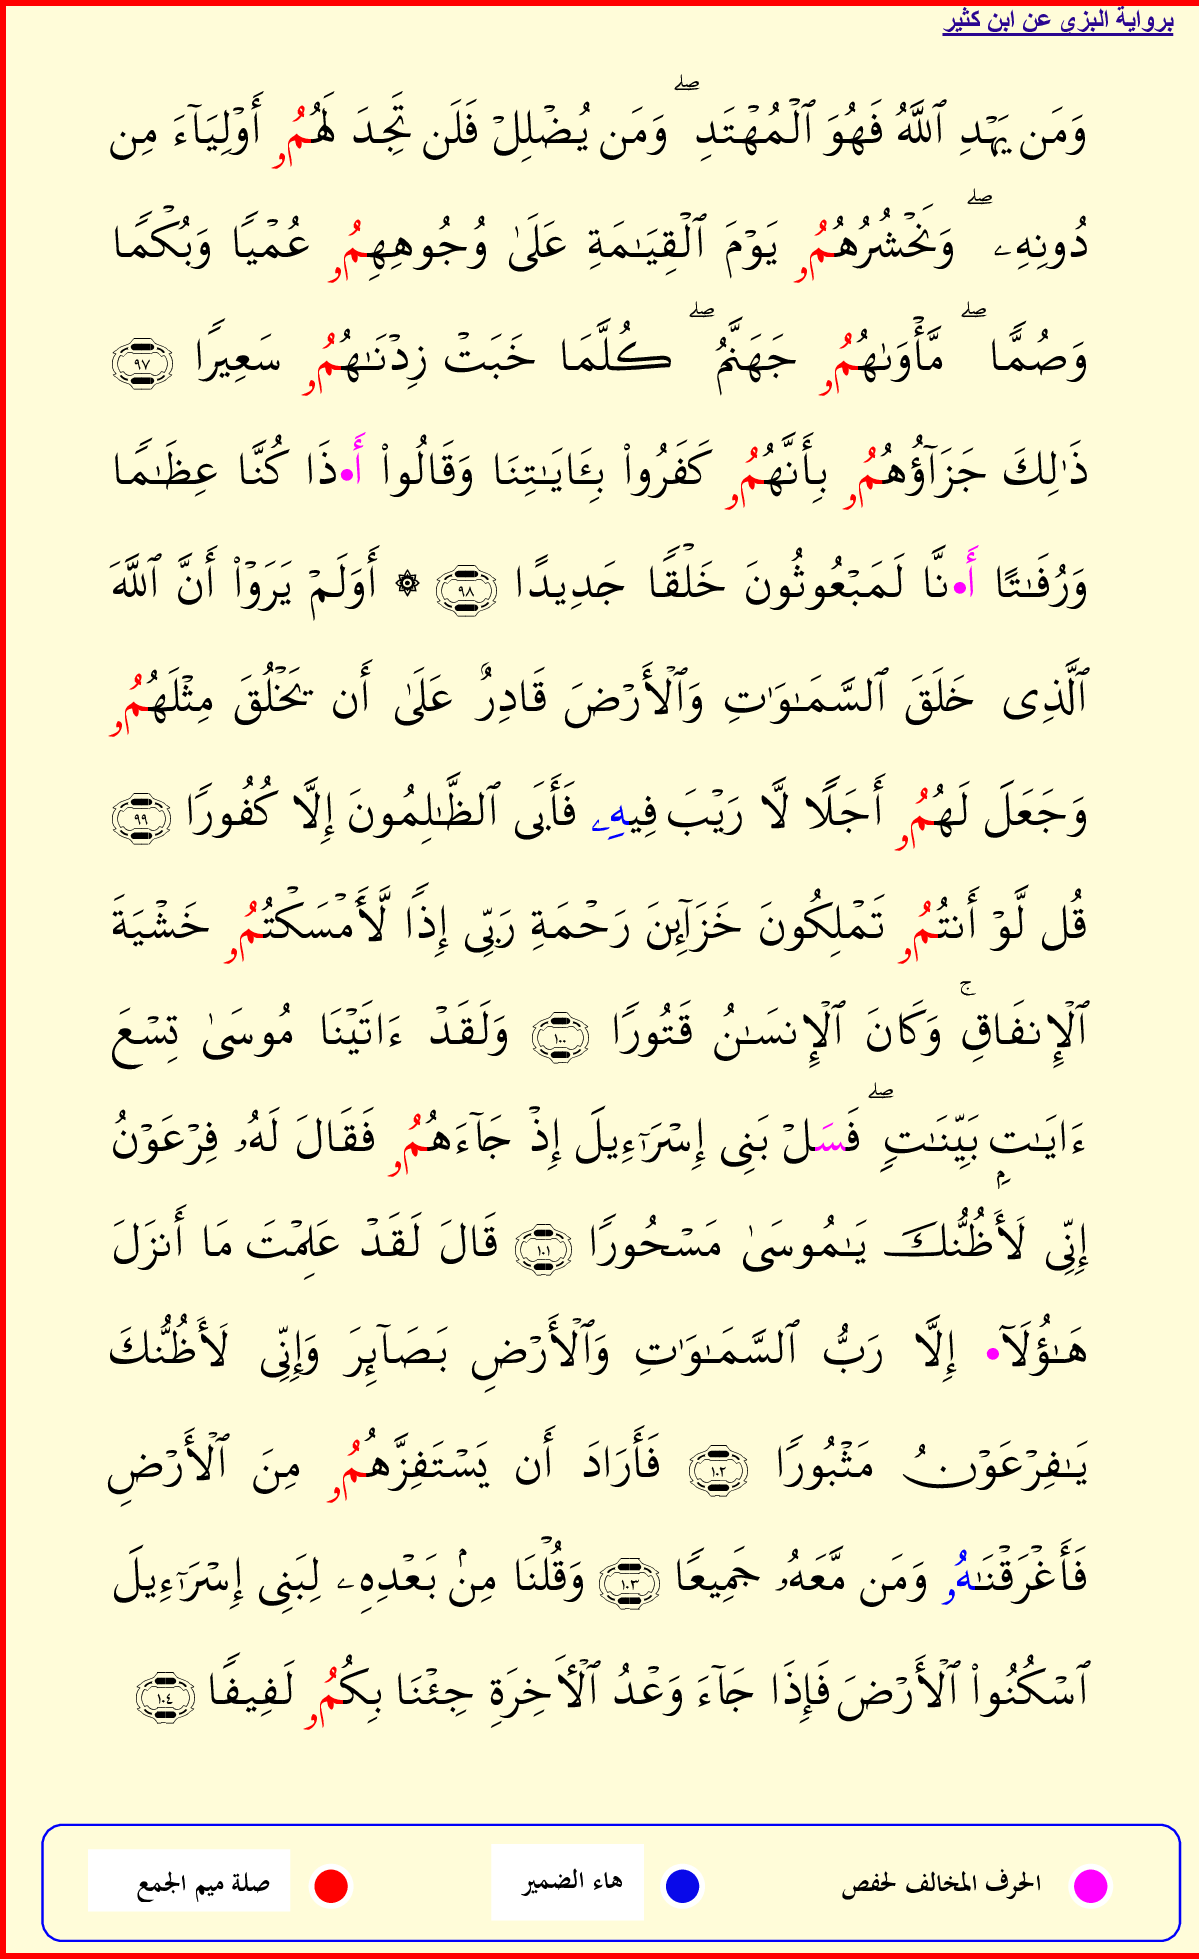 برواية البزي عن ابن كثير
وَمَن يَهْدِ ٱللَّهُ فَهُوَ ٱلْمُهْتَدِ ۖ وَمَن يُضْلِلْ فَلَن تَجِدَ لَهُمُۥ أَوْلِيَآءَ مِن
دُونِهِۦ ۖ وَنَحْشُرُهُمُۥ يَوْمَ ٱلْقِيَـٰمَةِ عَلَىٰ وُجُوهِهِمُۥ عُمْيًا وَبُكْمًا
وَصُمًّا ۖ مَّأْوَىٰهُمُۥ جَهَنَّمُ ۖ كُلَّمَا خَبَتْ زِدْنَـٰهُمُۥ سَعِيرًا ٩٧
ذَٰلِكَ جَزَآؤُهُمُۥ بِأَنَّهُمُۥ كَفَرُوا۟ بِـَٔايَـٰتِنَا وَقَالُوا۟ أَ•ذَا كُنَّا عِظَـٰمًا
وَرُفَـٰتًا أَ•نَّا لَمَبْعُوثُونَ خَلْقًا جَدِيدًا ٩٨ ۞ أَوَلَمْ يَرَوْا۟ أَنَّ ٱللَّهَ
ٱلَّذِى خَلَقَ ٱلسَّمَـٰوَٰتِ وَٱلْأَرْضَ قَادِرٌ عَلَىٰ أَن يَخْلُقَ مِثْلَهُمُۥ
وَجَعَلَ لَهُمُۥ أَجَلًا لَّا رَيْبَ فِيهِۦ فَأَبَى ٱلظَّـٰلِمُونَ إِلَّا كُفُورًا ٩٩
قُل لَّوْ أَنتُمُۥ تَمْلِكُونَ خَزَآئِنَ رَحْمَةِ رَبِّى إِذًا لَّأَمْسَكْتُمُۥ خَشْيَةَ
ٱلْإِنفَاقِ ۚ وَكَانَ ٱلْإِنسَـٰنُ قَتُورًا ١٠٠ وَلَقَدْ ءَاتَيْنَا مُوسَىٰ تِسْعَ
ءَايَـٰتٍۭ بَيِّنَـٰتٍ ۖ فَسَلْ بَنِى إِسْرَٰٓءِيلَ إِذْ جَآءَهُمُۥ فَقَالَ لَهُۥ فِرْعَوْنُ
إِنِّى لَأَظُنُّكَ يَـٰمُوسَىٰ مَسْحُورًا ١٠١ قَالَ لَقَدْ عَلِمْتَ مَا أَنزَلَ
هَـٰؤُلَآ• إِلَّا رَبُّ ٱلسَّمَـٰوَٰتِ وَٱلْأَرْضِ بَصَآئِرَ وَإِنِّى لَأَظُنُّكَ
يَـٰفِرْعَوْنُ مَثْبُورًا ١٠٢ فَأَرَادَ أَن يَسْتَفِزَّهُمُۥ مِنَ ٱلْأَرْضِ
فَأَغْرَقْنَـٰهُۥ وَمَن مَّعَهُۥ جَمِيعًا ١٠٣ وَقُلْنَا مِنۢ بَعْدِهِۦ لِبَنِى إِسْرَٰٓءِيلَ
ٱسْكُنُوا۟ ٱلْأَرْضَ فَإِذَا جَآءَ وَعْدُ ٱلْـَٔاخِرَةِ جِئْنَا بِكُمُۥ لَفِيفًا ١٠٤
الحرف المخالف لحفص هاء الضمير صلة ميم الجمع